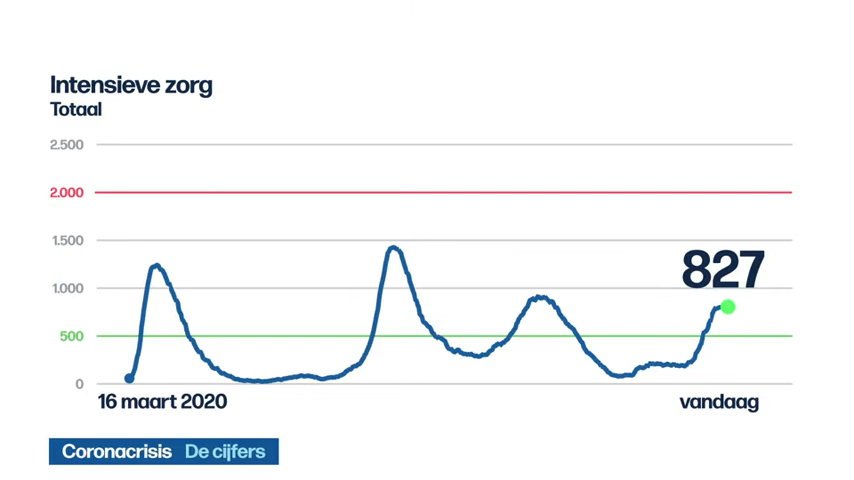 Intensieve zorg
Totaal
2.500
2.000
1.500
1.000
500
0
827
16 maart 2020 vandaag
Coronacrisis De cijfers